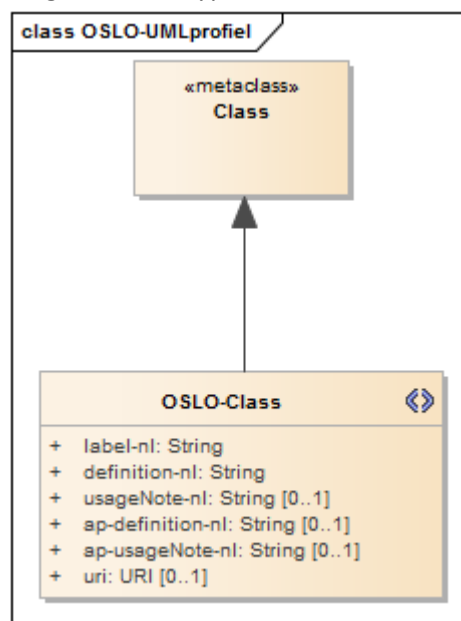 class OSLO-UMLprofiel
«metaclass»
Class
OSLO-Class
+ label-nl: String
+ definition-nl: String
+ usageNote-nl: String [0..1]
+ ap-definition-nl: String [0..1]
+ ap-usageNote-nl: String [0..1]
+ uri: URI [0..1]